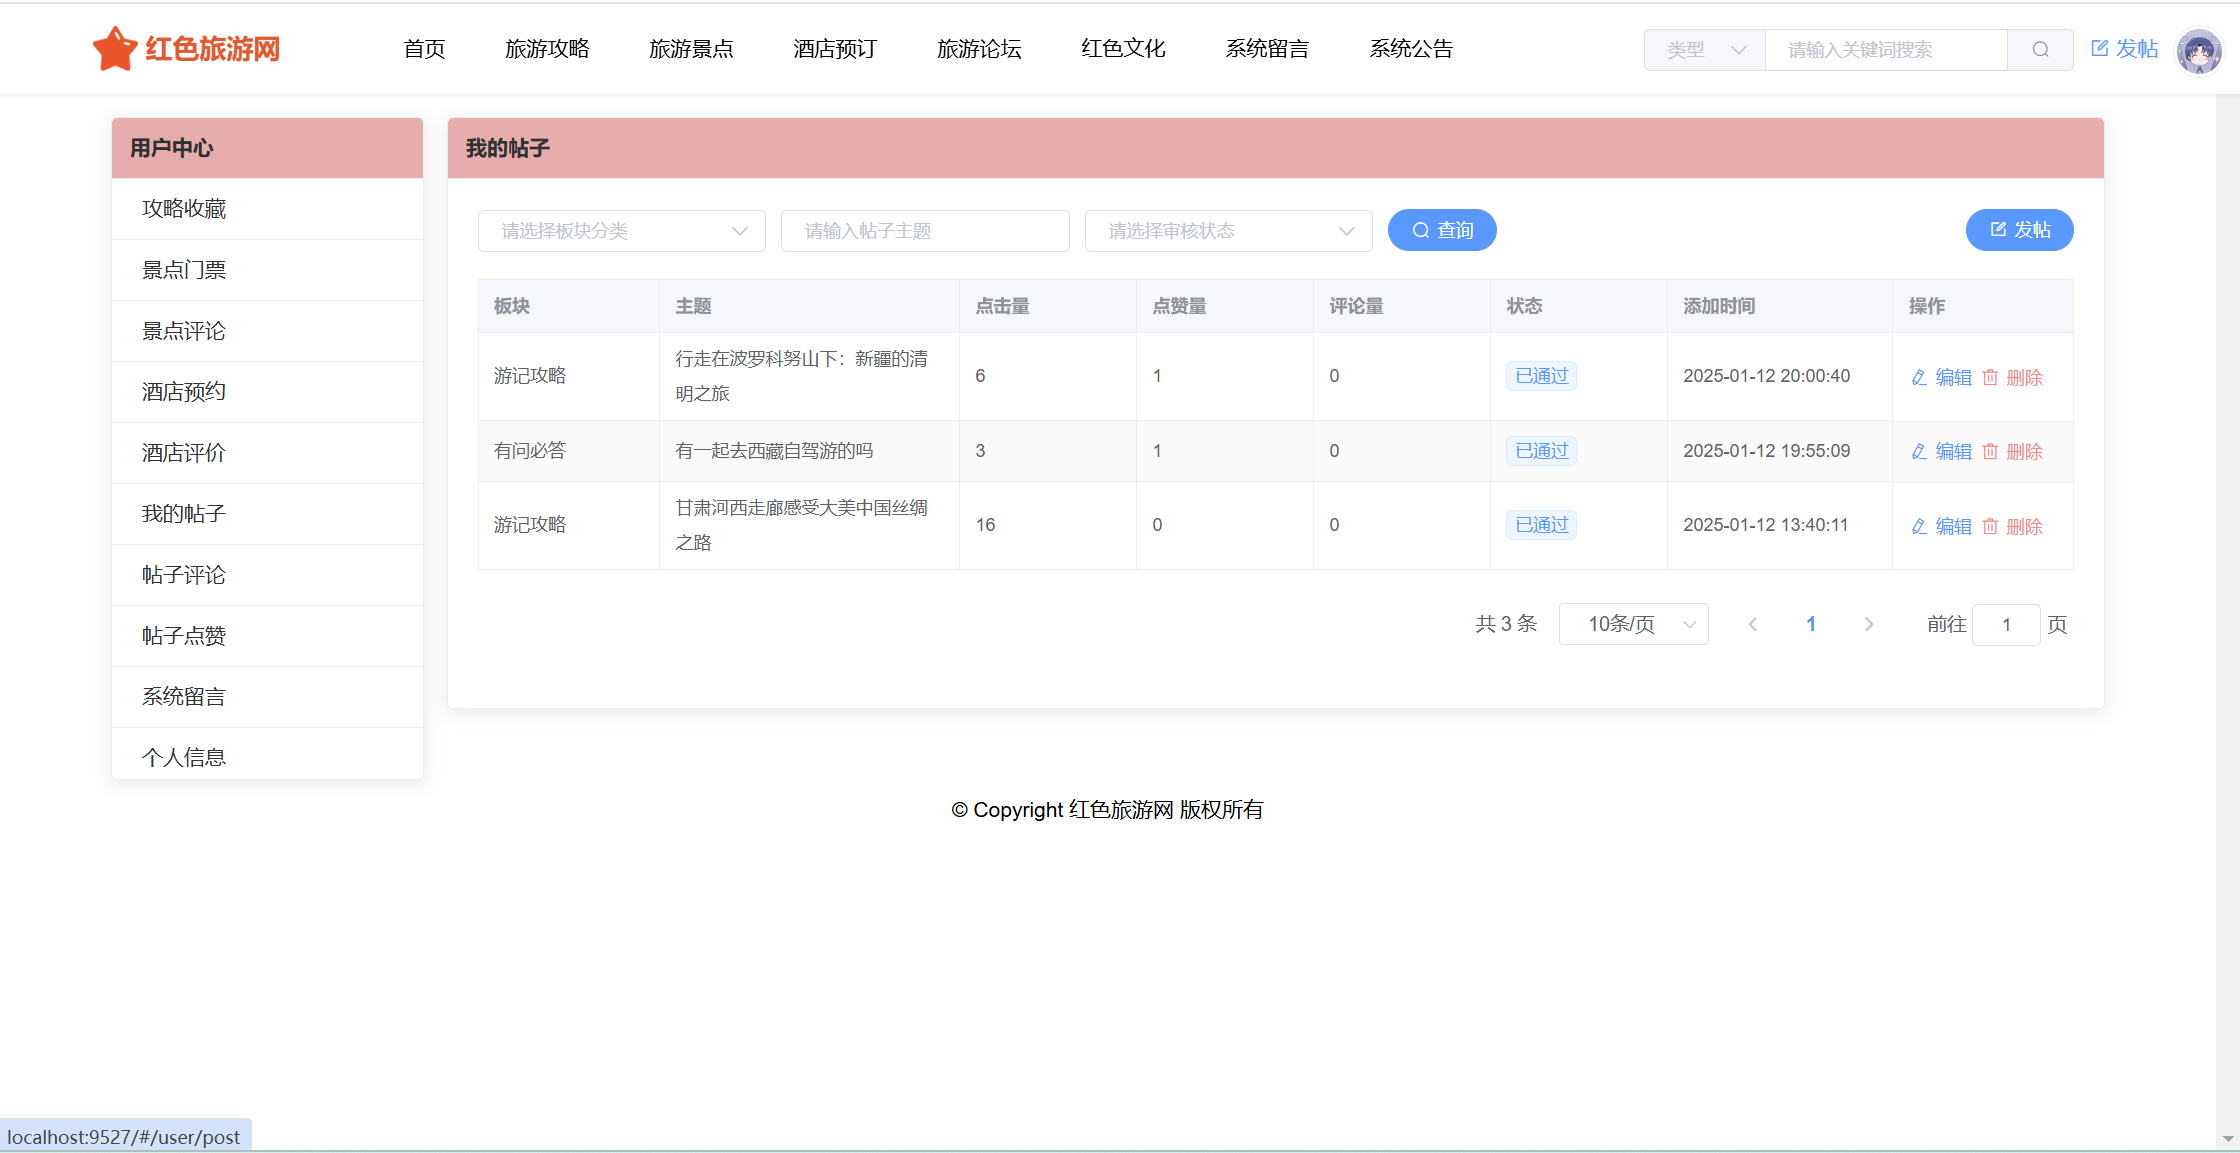 红色旅游网
首页 旅游攻略 旅游景点 酒店预订 旅游论坛 红色文化 系统留言 系统公告
类型 请输入关键词搜索 发帖
用户中心
攻略收藏
景点门票
景点评论
酒店预约
酒店评价
我的帖子
帖子评论
帖子点赞
系统留言
个人信息
我的帖子
请选择板块分类 请输入帖子主题 请选择审核状态 查询 发帖
板块 主题 点击量 点赞量 评论量 状态 添加时间 操作
游记攻略 行走在波罗科努山下：新疆的清 6 1 0 已通过 2025-01-12 20:00:40 编辑 删除
明之旅
有问必答 有一起去西藏自驾游的吗 3 1 0 已通过 2025-01-12 19:55:09 编辑 删除
游记攻略 甘肃河西走廊感受大美中国丝绸 16 0 0 已通过 2025-01-12 13:40:11 编辑 删除
之路
共 3 条 10条/页 1 前往 1 页
© Copyright 红色旅游网 版权所有
localhost:9527/#/user/post